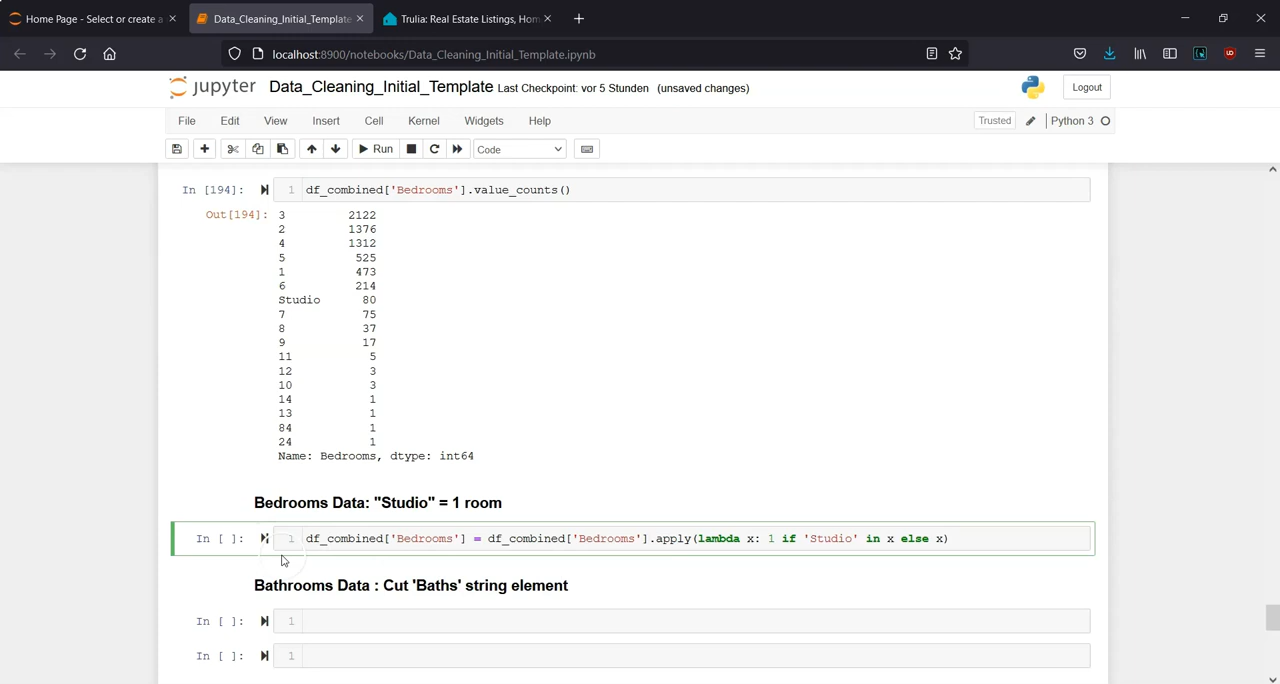 Home Page - Select or create a
Data_Cleaning_Initial_Template
Trulia: Real Estate Listings, Hom
localhost:8900/notebooks/Data_Cleaning_Initial_Template.ipynb
jupyter Data_Cleaning_Initial_Template Last Checkpoint: vor 5 Stunden (unsaved changes)
Logout
File Edit View Insert Cell Kernel Widgets Help
Trusted Python 3
Run Code
In [194]: 1 df_combined['Bedrooms'].value_counts()
Out[194]: 3 2122
2 1376
4 1312
5 525
1 473
6 214
Studio 80
7 75
8 37
9 17
11 5
12 3
10 3
14 1
13 1
84 1
24 1
Name: Bedrooms, dtype: int64
Bedrooms Data: "Studio" = 1 room
In [ ]: 1 df_combined['Bedrooms'] = df_combined['Bedrooms'].apply(lambda x: 1 if 'Studio' in x else x)
Bathrooms Data : Cut 'Baths' string element
In [ ]: 1
In [ ]: 1